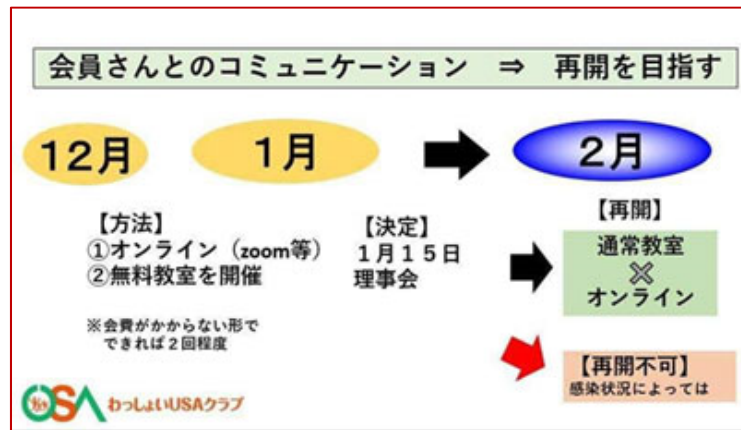 会員さんとのコミュニケーション ⇒ 再開を目指す
12月
1月
2月
【方法】
①オンライン（zoom等）
②無料教室を開催
※会費がかからない形で
できれば２回程度
【決定】
１月１５日
理事会
【再開】
通常教室
×
オンライン
【再開不可】
感染状況によっては
USA わっしょいUSAクラブ